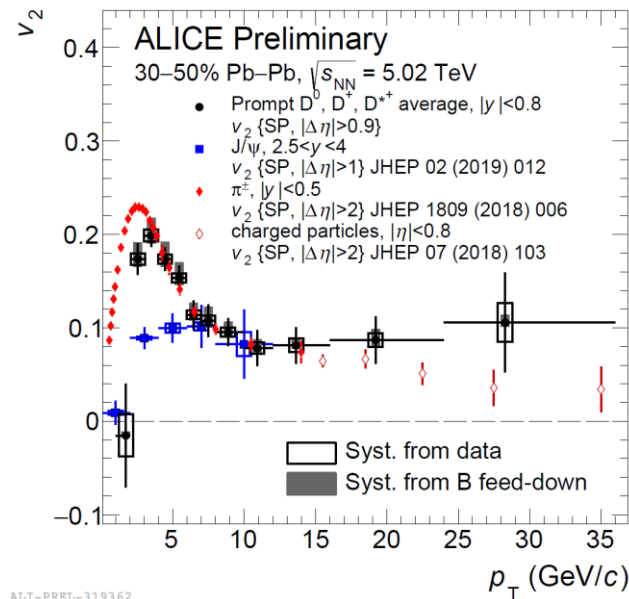 v₂
0.4
0.3
0.2
0.1
0
−0.1
ALICE Preliminary
30–50% Pb–Pb, √s_NN = 5.02 TeV
Prompt D⁰, D⁺, D*⁺ average, |y|<0.8
v₂ {SP, |Δη|>0.9}
J/ψ, 2.5<y<4
v₂ {SP, |Δη|>1} JHEP 02 (2019) 012
π±, |y|<0.5
v₂ {SP, |Δη|>2} JHEP 1809 (2018) 006
charged particles, |η|<0.8
v₂ {SP, |Δη|>2} JHEP 07 (2018) 103
Syst. from data
Syst. from B feed-down
5 10 15 20 25 30 35
p_T (GeV/c)
ALI-PREL-319362